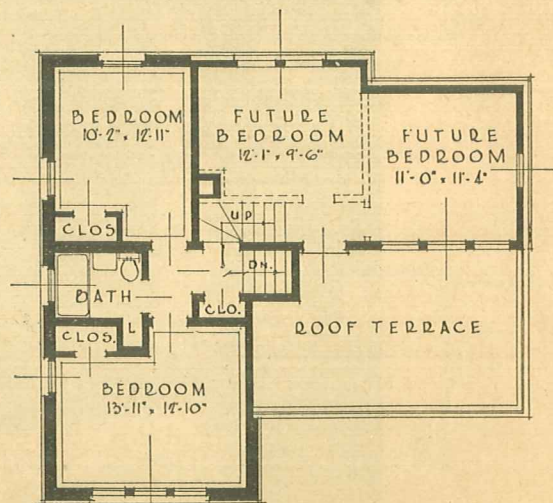 BEDROOM
10'-2" x 12'-11"
FUTURE
BEDROOM
12'-1" x 9'-6"
FUTURE
BEDROOM
11'-0" x 11'-4"
UP
CLOS
DN.
BATH
CLO.
CLOS.
L
ROOF TERRACE
BEDROOM
13'-11" x 12'-10"